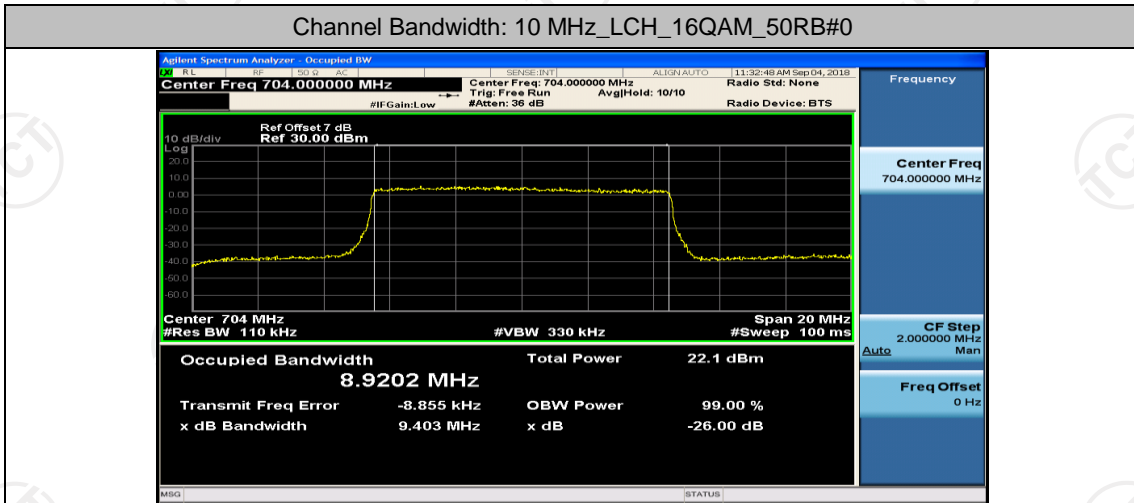 Channel Bandwidth: 10 MHz_LCH_16QAM_50RB#0
Agilent Spectrum Analyzer - Occupied BW
LXI RL RF 50 Ω AC SENSE:INT ALIGN AUTO 11:32:48 AM Sep 04, 2018
Center Freq 704.000000 MHz Center Freq: 704.000000 MHz Radio Std: None
Trig: Free Run Avg|Hold: 10/10
#IFGain:Low #Atten: 36 dB Radio Device: BTS
Frequency
Ref Offset 7 dB
10 dB/div Ref 30.00 dBm
Log
20.0
10.0
0.00
-10.0
-20.0
-30.0
-40.0
-50.0
-60.0
Center 704 MHz Span 20 MHz
#Res BW 110 kHz #VBW 330 kHz #Sweep 100 ms
Center Freq
704.000000 MHz
CF Step
2.000000 MHz
Auto Man
Freq Offset
0 Hz
Occupied Bandwidth Total Power 22.1 dBm
8.9202 MHz
Transmit Freq Error -8.855 kHz OBW Power 99.00 %
x dB Bandwidth 9.403 MHz x dB -26.00 dB
MSG STATUS
TCT
TCT